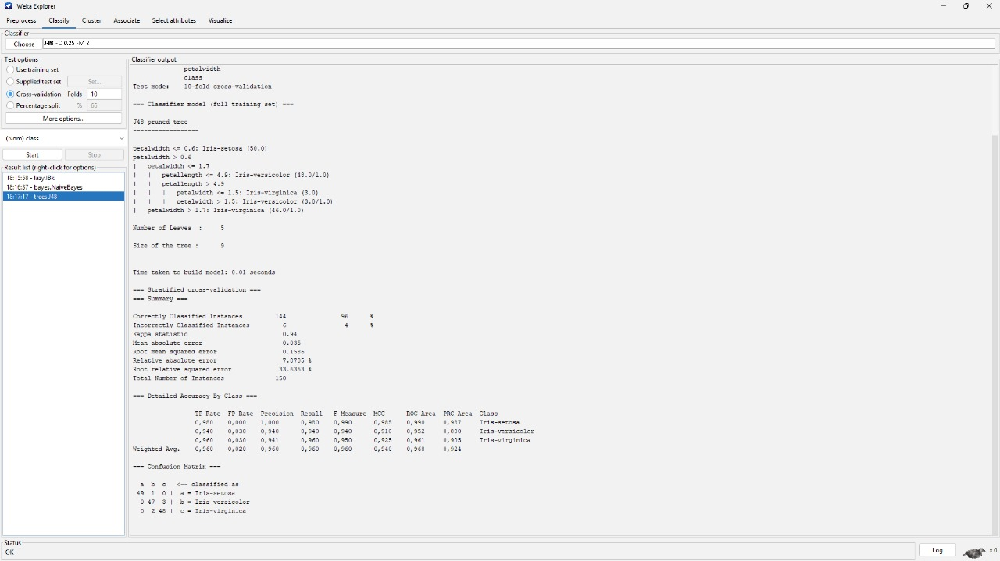 Weka Explorer
Preprocess Classify Cluster Associate Select attributes Visualize
Classifier
Choose J48 -C 0.25 -M 2
Test options
Use training set
Supplied test set Set...
Cross-validation Folds 10
Percentage split % 66
More options...
(Nom) class
Start Stop
Result list (right-click for options)
18:15:58 - lazy.IBk
18:16:37 - bayes.NaiveBayes
18:17:17 - trees.J48
Classifier output
petalwidth
class
Test mode: 10-fold cross-validation
=== Classifier model (full training set) ===
J48 pruned tree
------------------
petalwidth <= 0.6: Iris-setosa (50.0)
petalwidth > 0.6
| petalwidth <= 1.7
| | petallength <= 4.9: Iris-versicolor (48.0/1.0)
| | petallength > 4.9
| | | petalwidth <= 1.5: Iris-virginica (3.0)
| | | petalwidth > 1.5: Iris-versicolor (3.0/1.0)
| petalwidth > 1.7: Iris-virginica (46.0/1.0)
Number of Leaves : 5
Size of the tree : 9
Time taken to build model: 0.01 seconds
=== Stratified cross-validation ===
=== Summary ===
Correctly Classified Instances 144 96 %
Incorrectly Classified Instances 6 4 %
Kappa statistic 0.94
Mean absolute error 0.035
Root mean squared error 0.1586
Relative absolute error 7.8705 %
Root relative squared error 33.6353 %
Total Number of Instances 150
=== Detailed Accuracy By Class ===
TP Rate FP Rate Precision Recall F-Measure MCC ROC Area PRC Area Class
0,980 0,000 1,000 0,980 0,990 0,985 0,990 0,987 Iris-setosa
0,940 0,030 0,940 0,940 0,940 0,910 0,952 0,880 Iris-versicolor
0,960 0,030 0,941 0,960 0,950 0,925 0,961 0,905 Iris-virginica
Weighted Avg. 0,960 0,020 0,960 0,960 0,960 0,940 0,968 0,924
=== Confusion Matrix ===
a b c <-- classified as
49 1 0 | a = Iris-setosa
0 47 3 | b = Iris-versicolor
0 2 48 | c = Iris-virginica
Status
OK
Log x 0